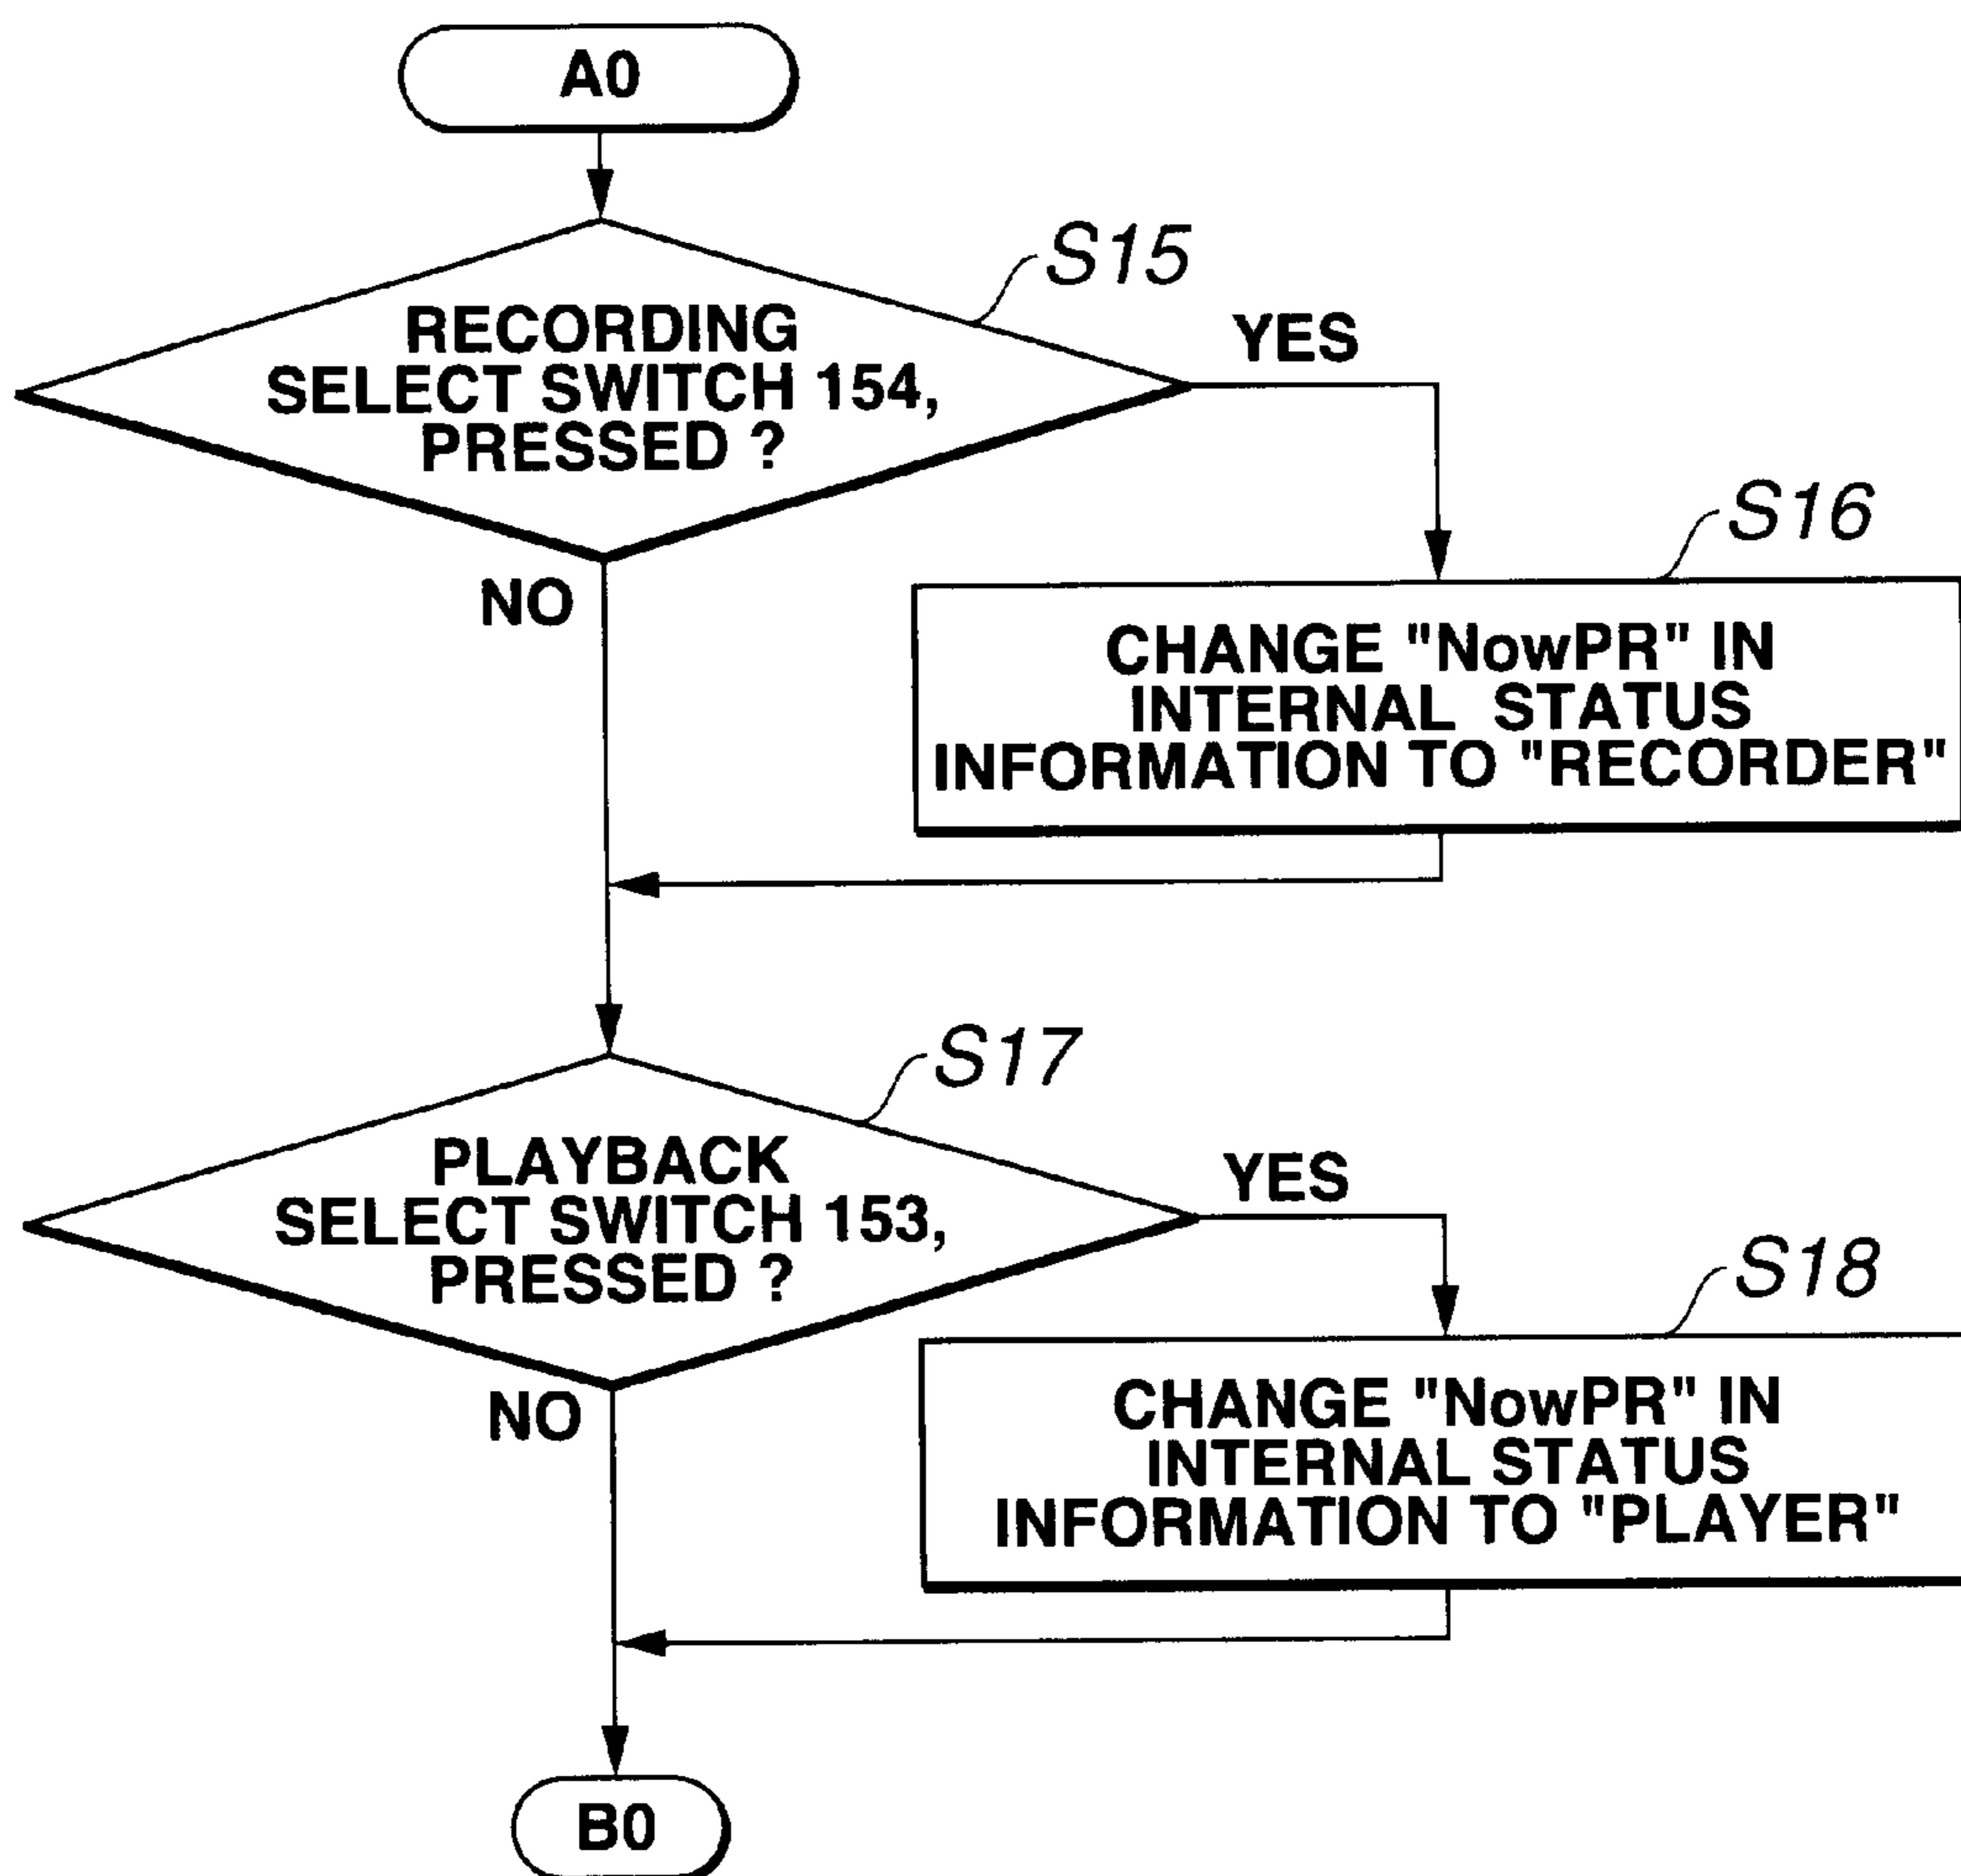 A0
S15
RECORDING
SELECT SWITCH 154,
PRESSED ?
YES
NO
S16
CHANGE "NowPR" IN
INTERNAL STATUS
INFORMATION TO "RECORDER"
S17
PLAYBACK
SELECT SWITCH 153,
PRESSED ?
YES
NO
S18
CHANGE "NowPR" IN
INTERNAL STATUS
INFORMATION TO "PLAYER"
B0